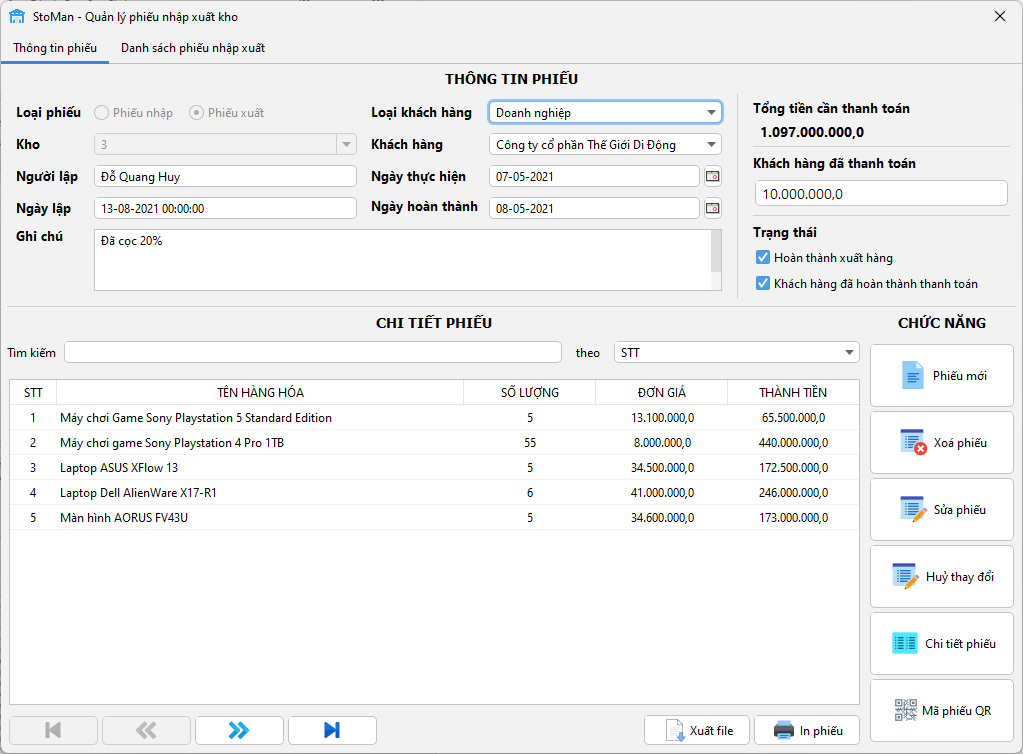 StoMan - Quản lý phiếu nhập xuất kho
Thông tin phiếu Danh sách phiếu nhập xuất
THÔNG TIN PHIẾU
Loại phiếu Phiếu nhập Phiếu xuất
Kho 3
Người lập Đỗ Quang Huy
Ngày lập 13-08-2021 00:00:00
Ghi chú Đã cọc 20%
Loại khách hàng Doanh nghiệp
Khách hàng Công ty cổ phần Thế Giới Di Động
Ngày thực hiện 07-05-2021
Ngày hoàn thành 08-05-2021
Tổng tiền cần thanh toán
1.097.000.000,0
Khách hàng đã thanh toán
10.000.000,0
Trạng thái
Hoàn thành xuất hàng
Khách hàng đã hoàn thành thanh toán
CHI TIẾT PHIẾU
Tìm kiếm theo STT
STT TÊN HÀNG HÓA SỐ LƯỢNG ĐƠN GIÁ THÀNH TIỀN
1 Máy chơi Game Sony Playstation 5 Standard Edition 5 13.100.000,0 65.500.000,0
2 Máy chơi game Sony Playstation 4 Pro 1TB 55 8.000.000,0 440.000.000,0
3 Laptop ASUS XFlow 13 5 34.500.000,0 172.500.000,0
4 Laptop Dell AlienWare X17-R1 6 41.000.000,0 246.000.000,0
5 Màn hình AORUS FV43U 5 34.600.000,0 173.000.000,0
Xuất file In phiếu
CHỨC NĂNG
Phiếu mới
Xoá phiếu
Sửa phiếu
Huỷ thay đổi
Chi tiết phiếu
Mã phiếu QR